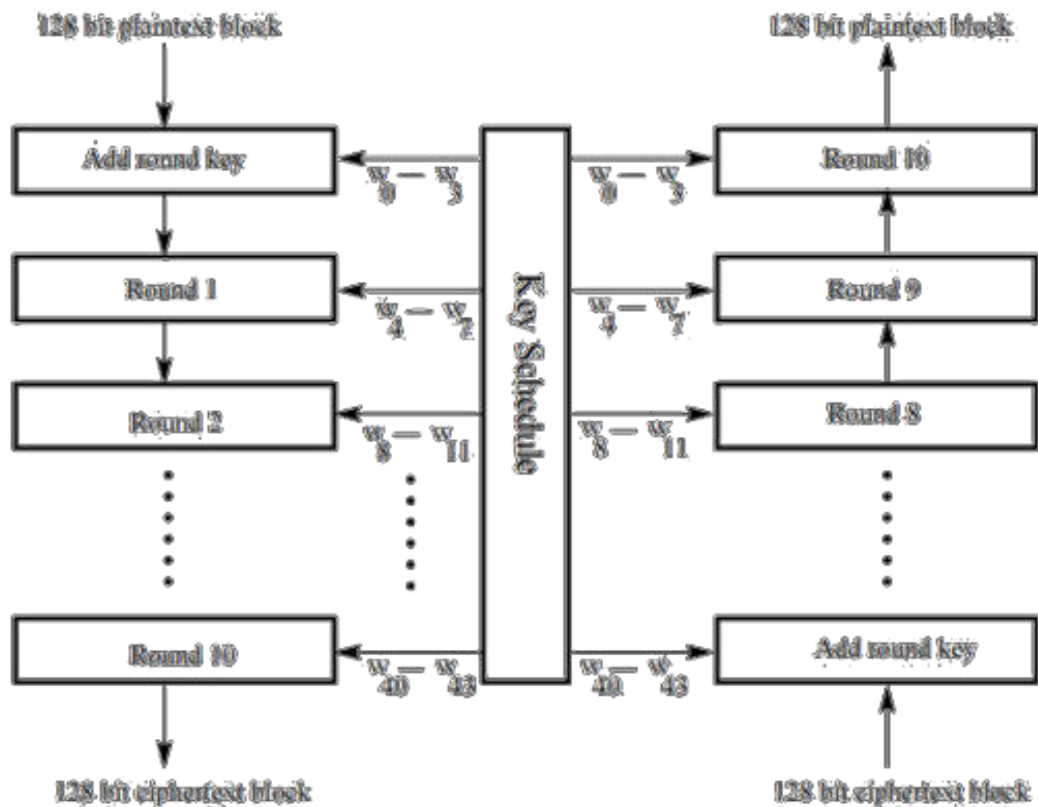 128 bit plaintext block
128 bit plaintext block
Add round key
w0 – w3
w0 – w3
Round 10
Round 1
w4 – w7
w4 – w7
Round 9
Key Schedule
Round 2
w8 – w11
w8 – w11
Round 8
Round 10
w40 – w43
w40 – w43
Add round key
128 bit ciphertext block
128 bit ciphertext block